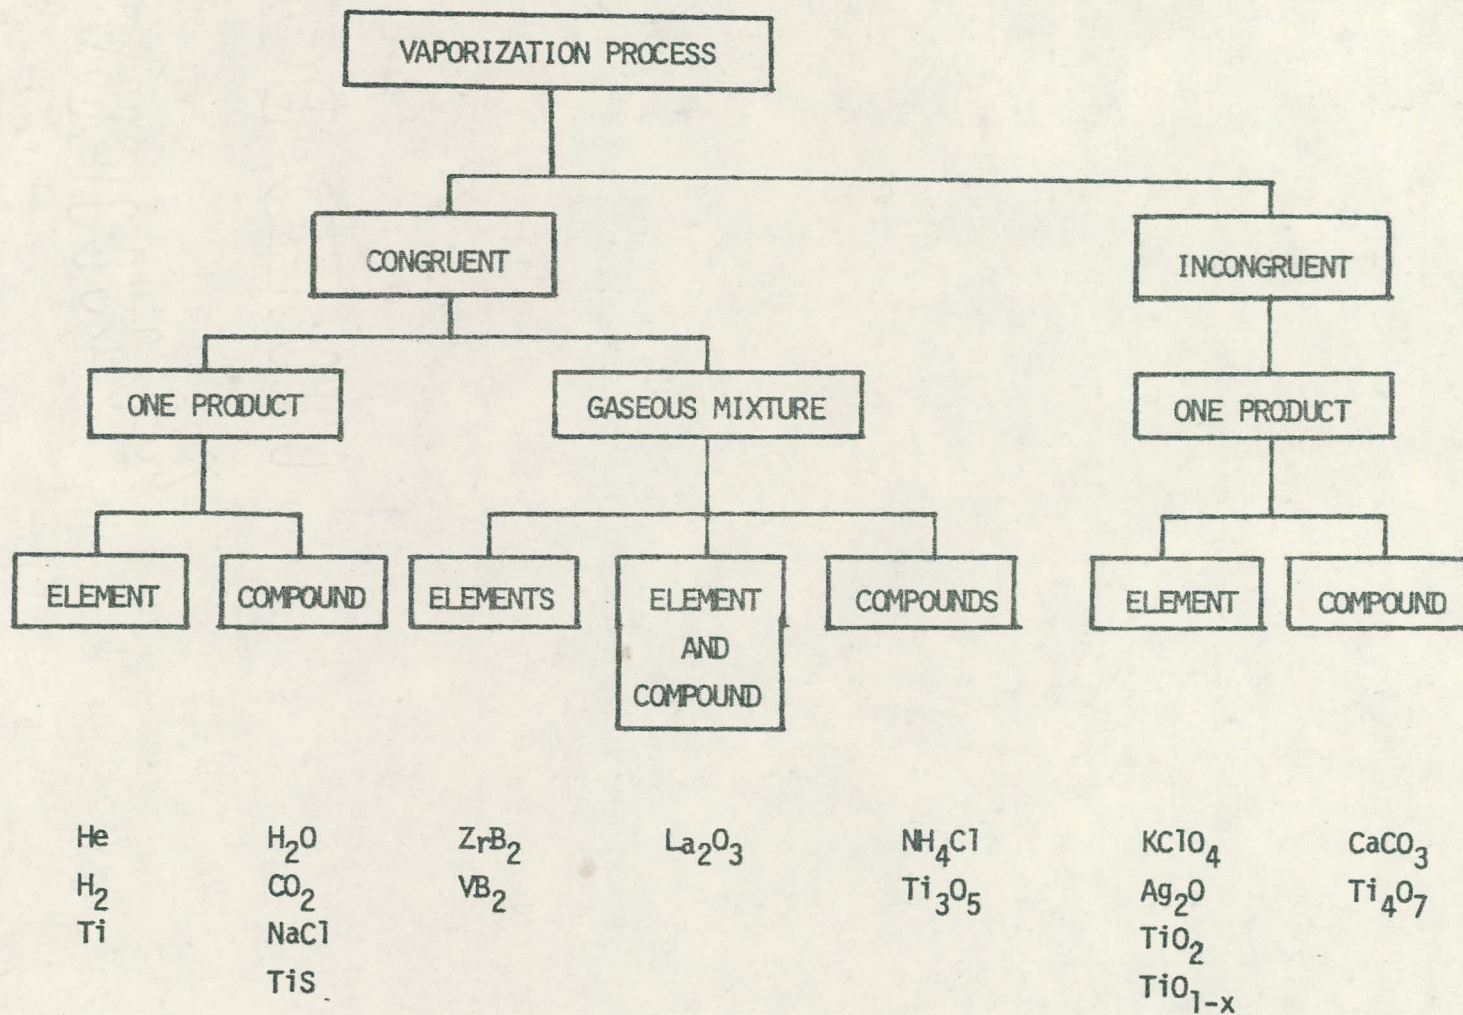 VAPORIZATION PROCESS
CONGRUENT
INCONGRUENT
ONE PRODUCT
GASEOUS MIXTURE
ONE PRODUCT
ELEMENT
COMPOUND
ELEMENTS
ELEMENT
AND
COMPOUND
COMPOUNDS
ELEMENT
COMPOUND
He H₂O ZrB₂ La₂O₃ NH₄Cl KClO₄ CaCO₃
H₂ CO₂ VB₂ Ti₃O₅ Ag₂O Ti₄O₇
Ti NaCl TiO₂
TiS TiO₁₋ₓ